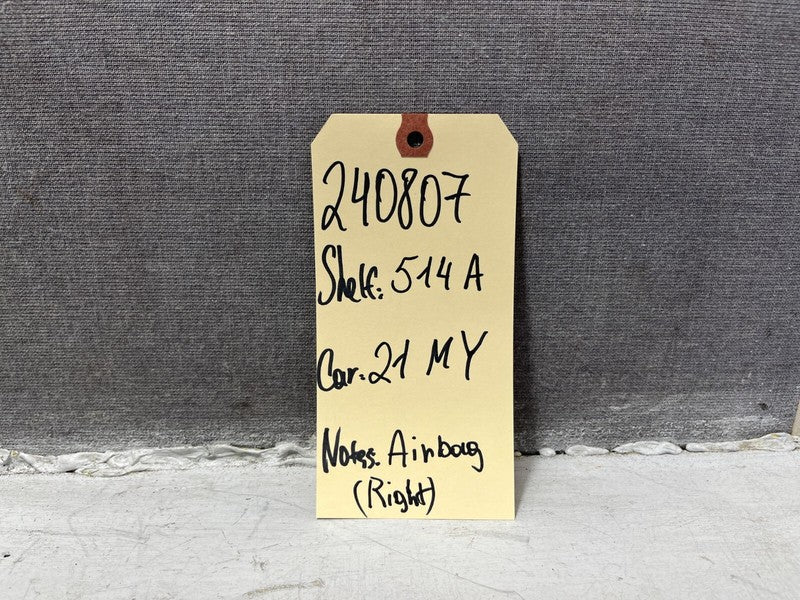 240807
Shelf: 514 A
Car: 21 MY
Notes: Airbag
(Right)